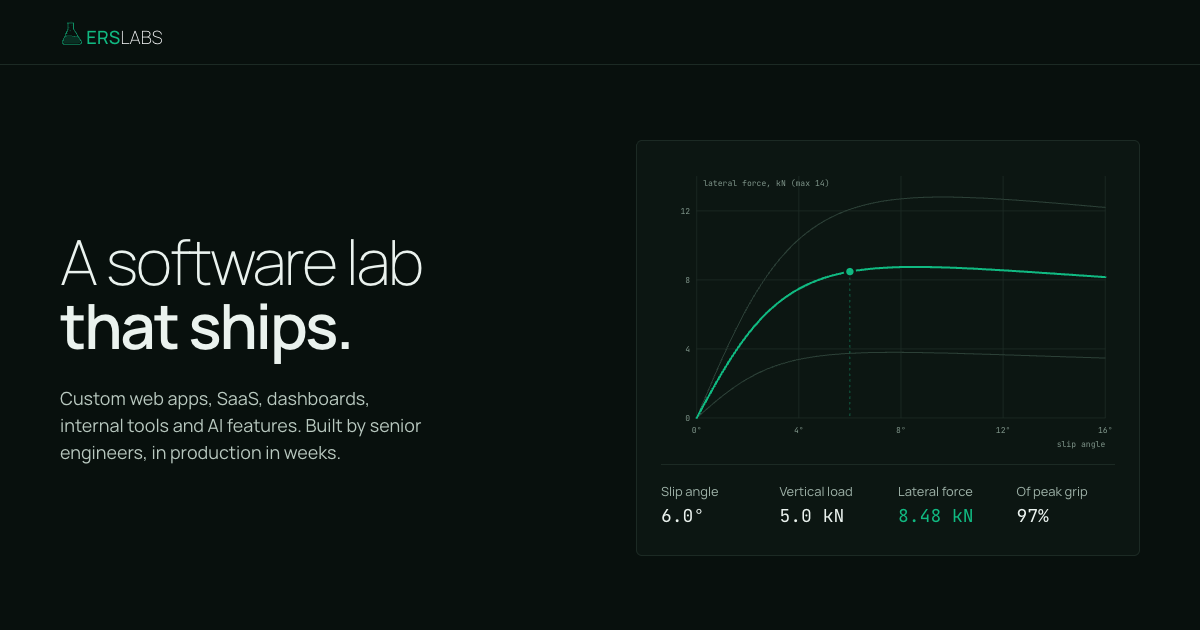 ERSLABS
A software lab
that ships.
Custom web apps, SaaS, dashboards,
internal tools and AI features. Built by senior
engineers, in production in weeks.
lateral force, kN (max 14)
12
8
4
0
0° 4° 8° 12° 16°
slip angle
Slip angle Vertical load Lateral force Of peak grip
6.0° 5.0 kN 8.48 kN 97%